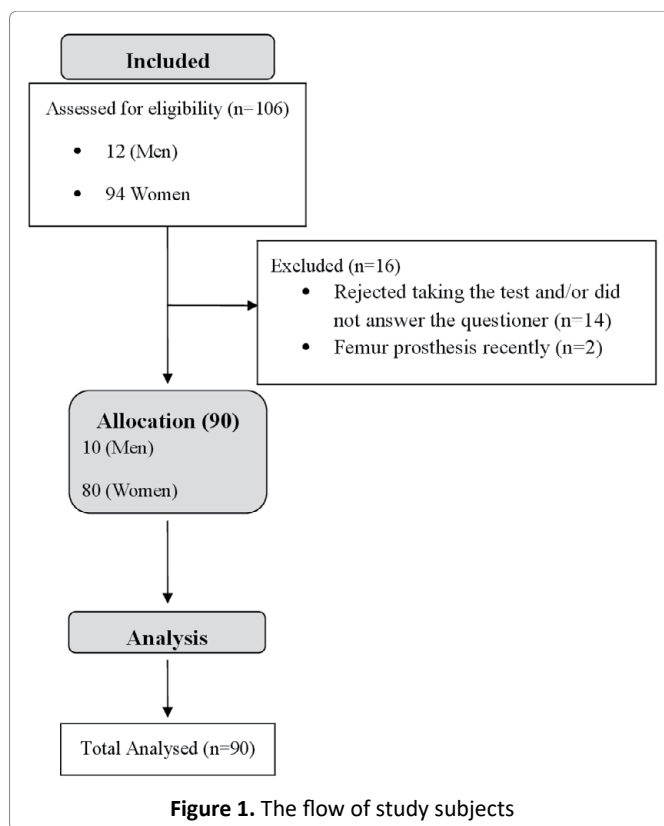 Included
Assessed for eligibility (n=106)
• 12 (Men)
• 94 Women
Excluded (n=16)
• Rejected taking the test and/or did
not answer the questioner (n=14)
• Femur prosthesis recently (n=2)
Allocation (90)
10 (Men)
80 (Women)
Analysis
Total Analysed (n=90)
Figure 1. The flow of study subjects